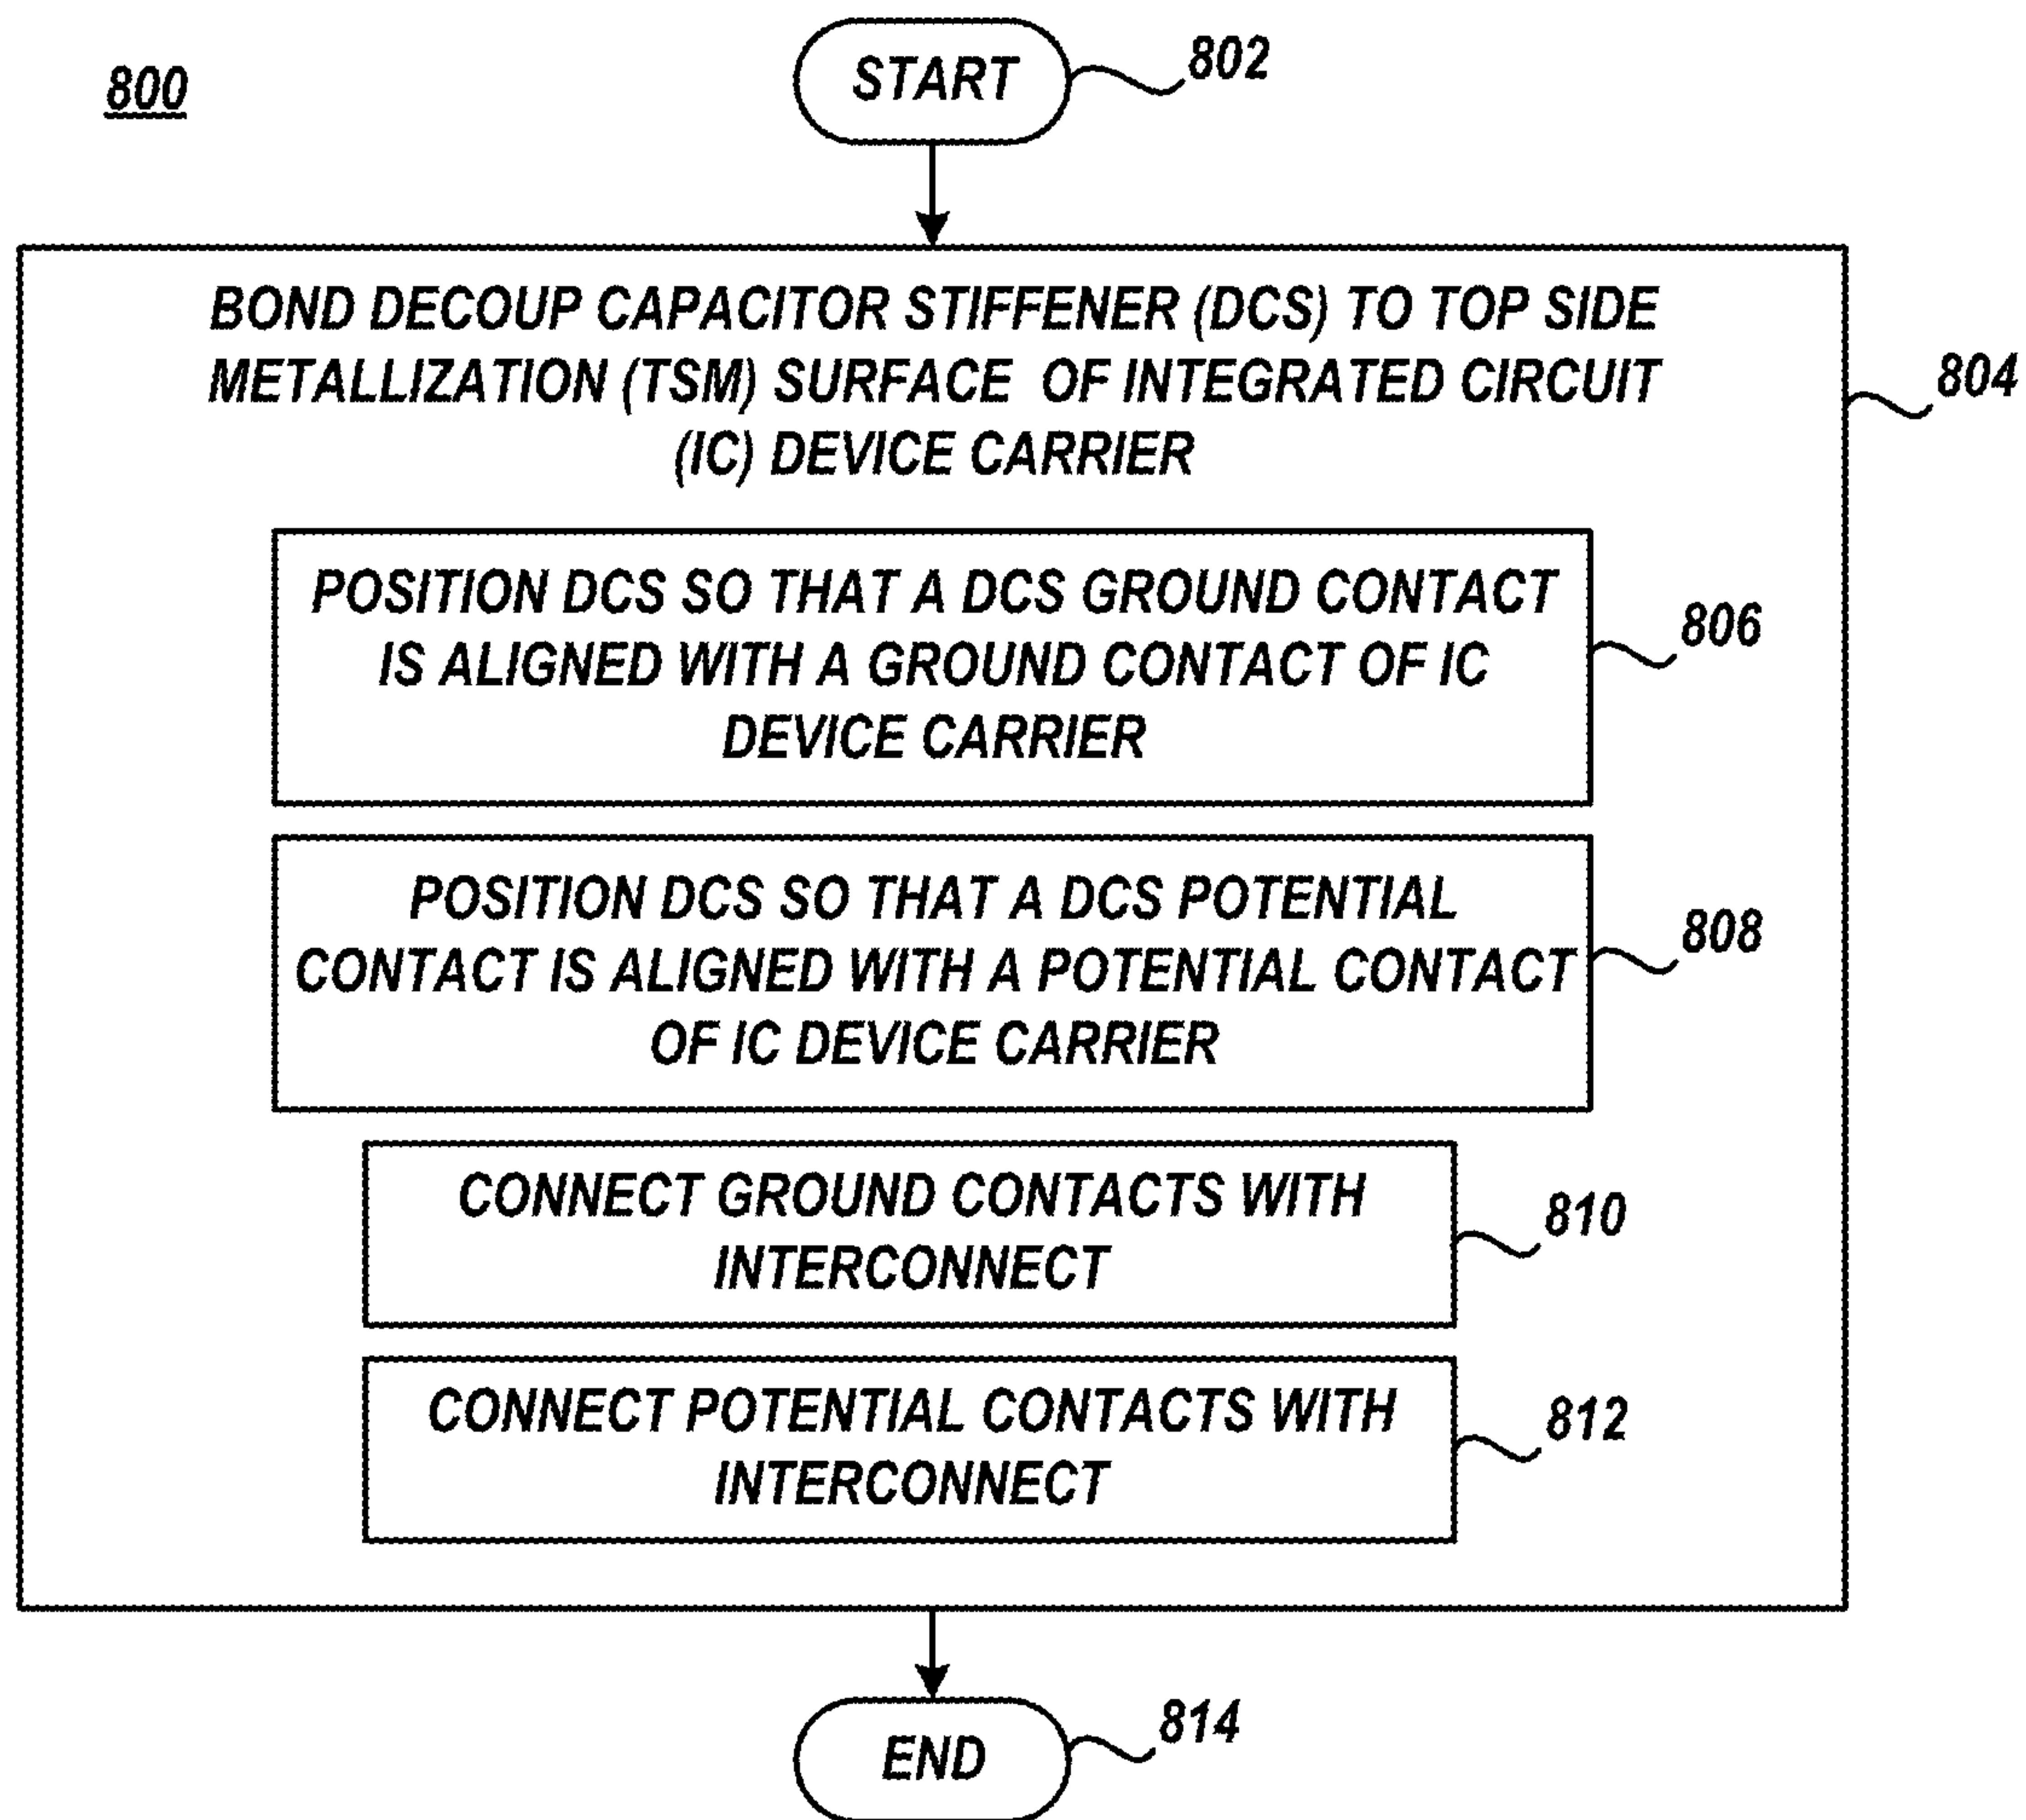 800
START
802
BOND DECOUP CAPACITOR STIFFENER (DCS) TO TOP SIDE
METALLIZATION (TSM) SURFACE OF INTEGRATED CIRCUIT
(IC) DEVICE CARRIER
804
POSITION DCS SO THAT A DCS GROUND CONTACT
IS ALIGNED WITH A GROUND CONTACT OF IC
DEVICE CARRIER
806
POSITION DCS SO THAT A DCS POTENTIAL
CONTACT IS ALIGNED WITH A POTENTIAL CONTACT
OF IC DEVICE CARRIER
808
CONNECT GROUND CONTACTS WITH
INTERCONNECT
810
CONNECT POTENTIAL CONTACTS WITH
INTERCONNECT
812
END
814